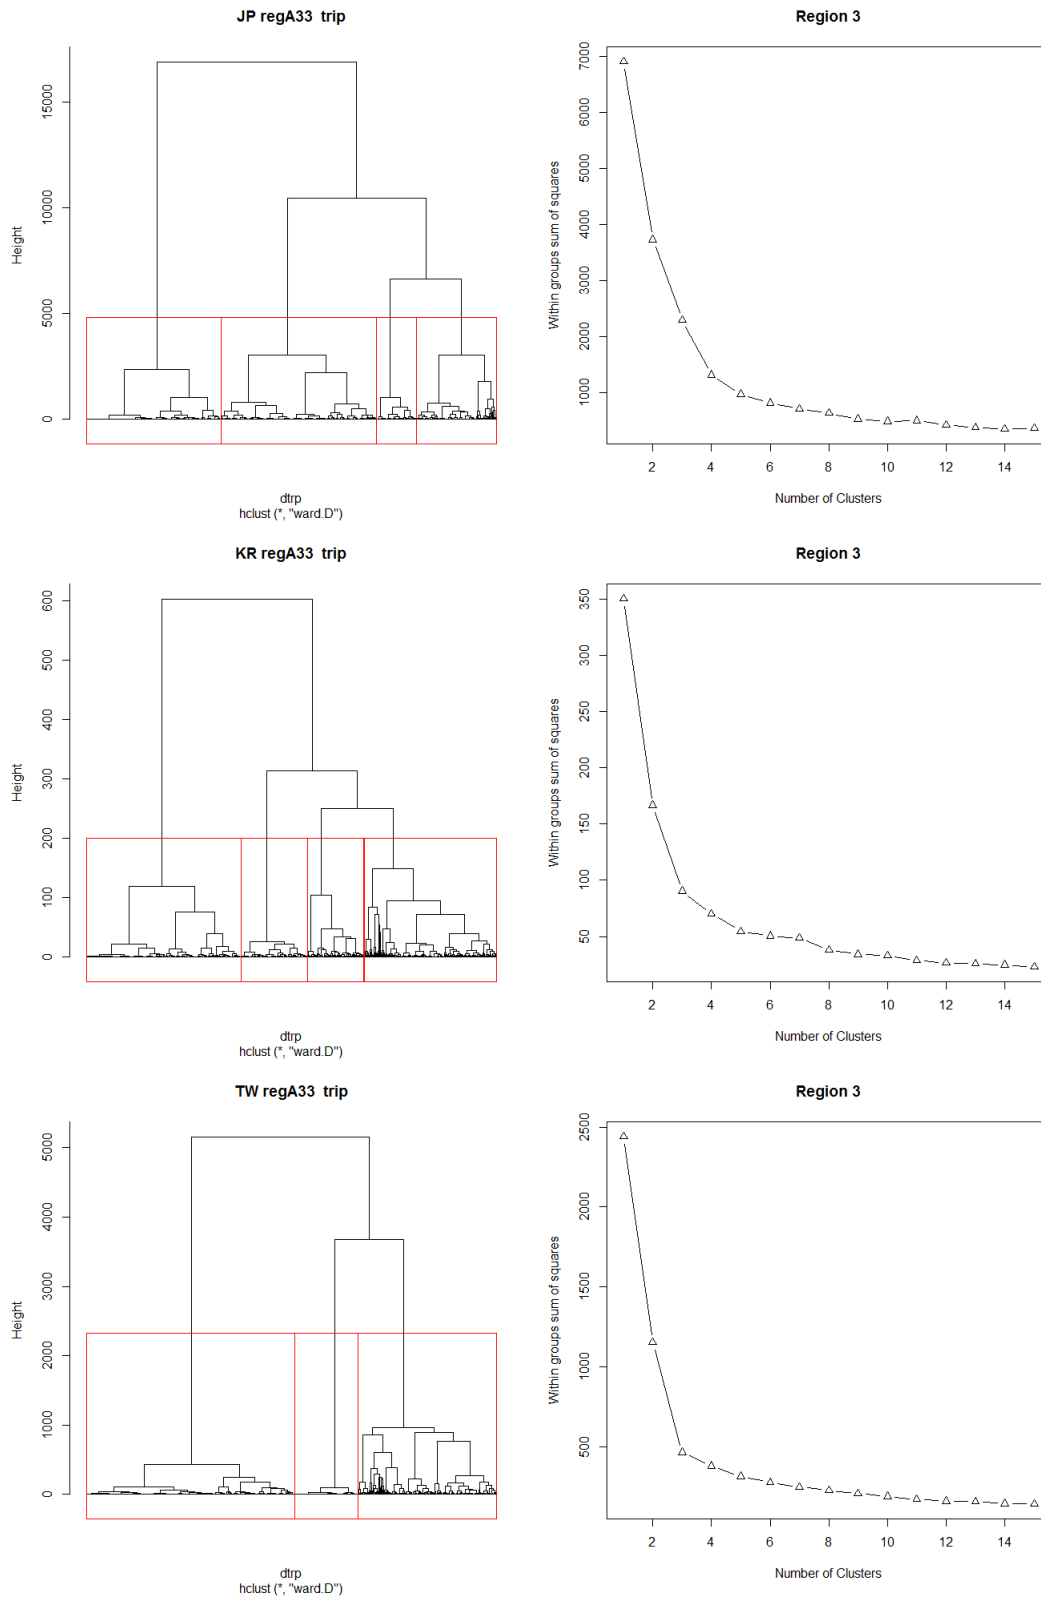 JP regA33  trip
Height
0
5000
10000
15000
dtrp
hclust (*, "ward.D")
Region 3
Within groups sum of squares
1000
2000
3000
4000
5000
6000
7000
2 4 6 8 10 12 14
Number of Clusters
KR regA33  trip
Height
0
100
200
300
400
500
600
dtrp
hclust (*, "ward.D")
Region 3
Within groups sum of squares
50
100
150
200
250
300
350
2 4 6 8 10 12 14
Number of Clusters
TW regA33  trip
Height
0
1000
2000
3000
4000
5000
dtrp
hclust (*, "ward.D")
Region 3
Within groups sum of squares
500
1000
1500
2000
2500
2 4 6 8 10 12 14
Number of Clusters